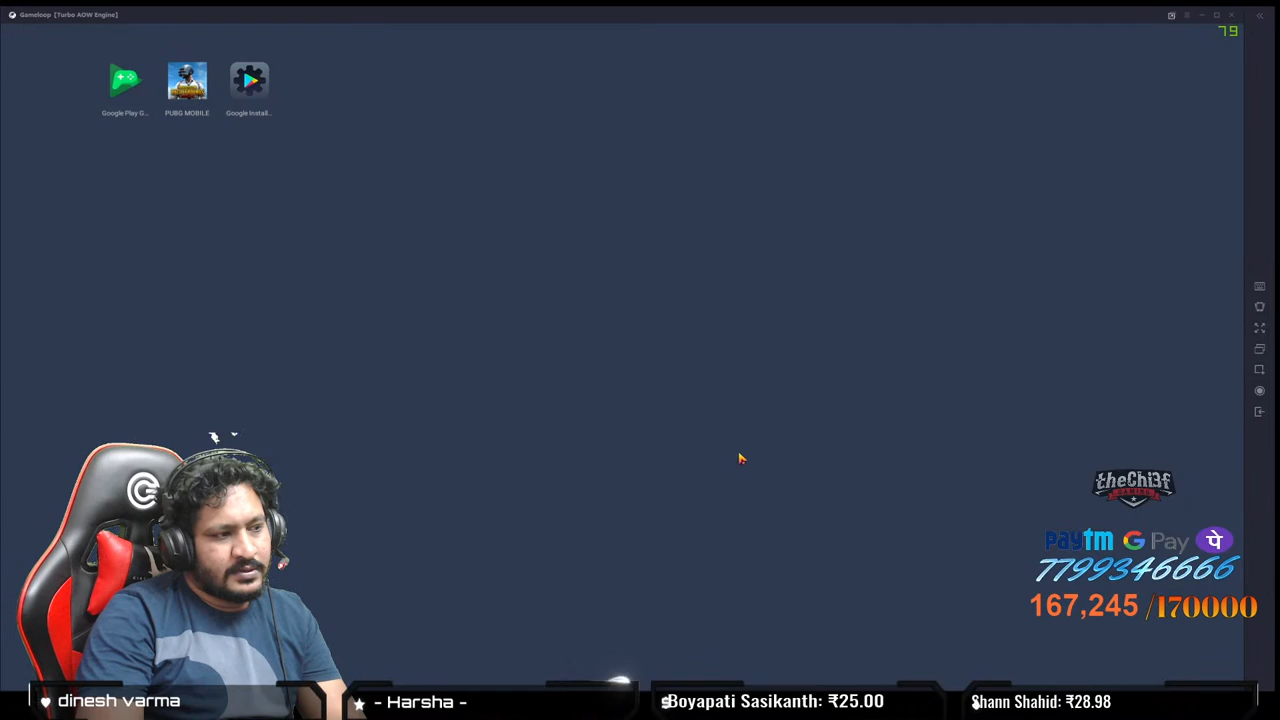 Gameloop [Turbo AOW Engine]
79
Google Play G...
PUBG MOBILE
Google Install...
theChi3f
GAMING
Paytm G Pay पे
7799346666
167,245 /170000
dinesh varma
- Harsha -
Boyapati Sasikanth: ₹25.00
Shann Shahid: ₹28.98